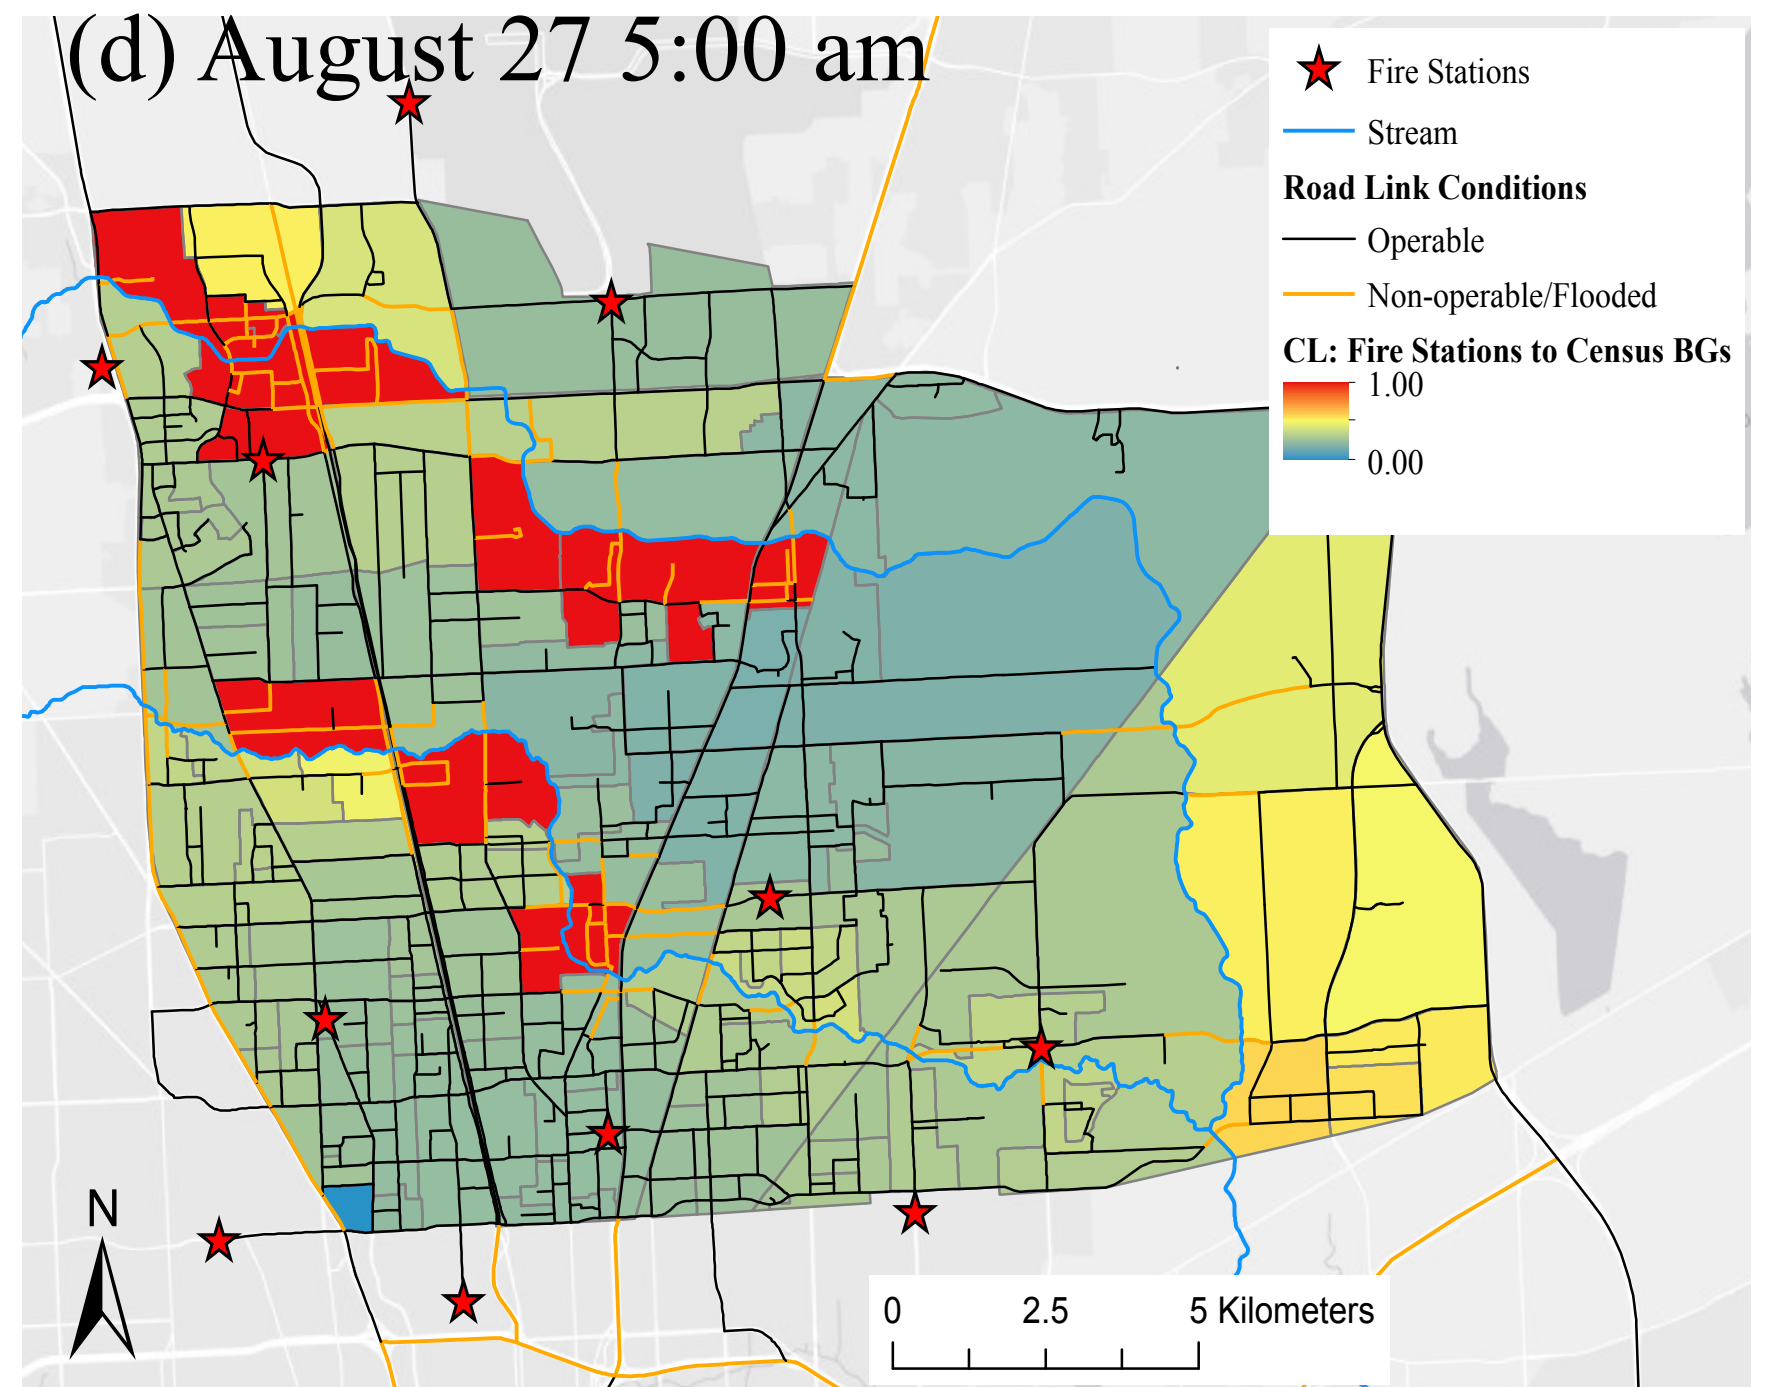 (d) August 27 5:00 am
Fire Stations
Stream
Road Link Conditions
Operable
Non-operable/Flooded
CL: Fire Stations to Census BGs
1.00
0.00
N
0 2.5 5 Kilometers